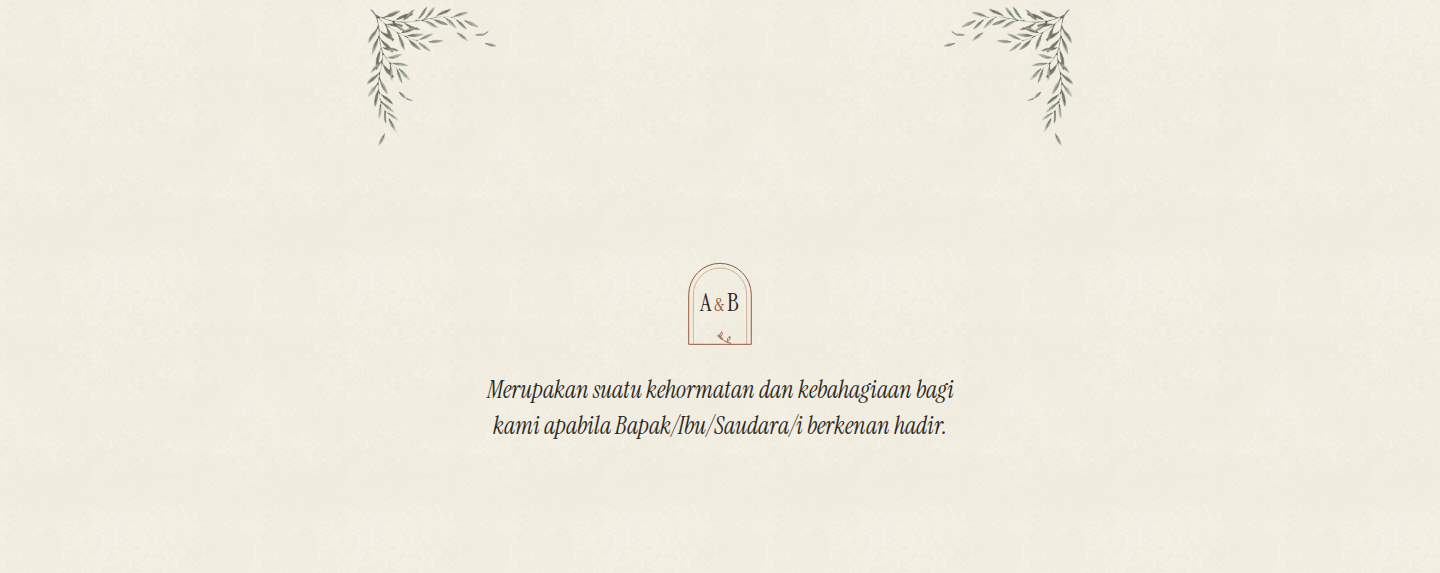 A & B
Merupakan suatu kehormatan dan kebahagiaan bagi
kami apabila Bapak/Ibu/Saudara/i berkenan hadir.